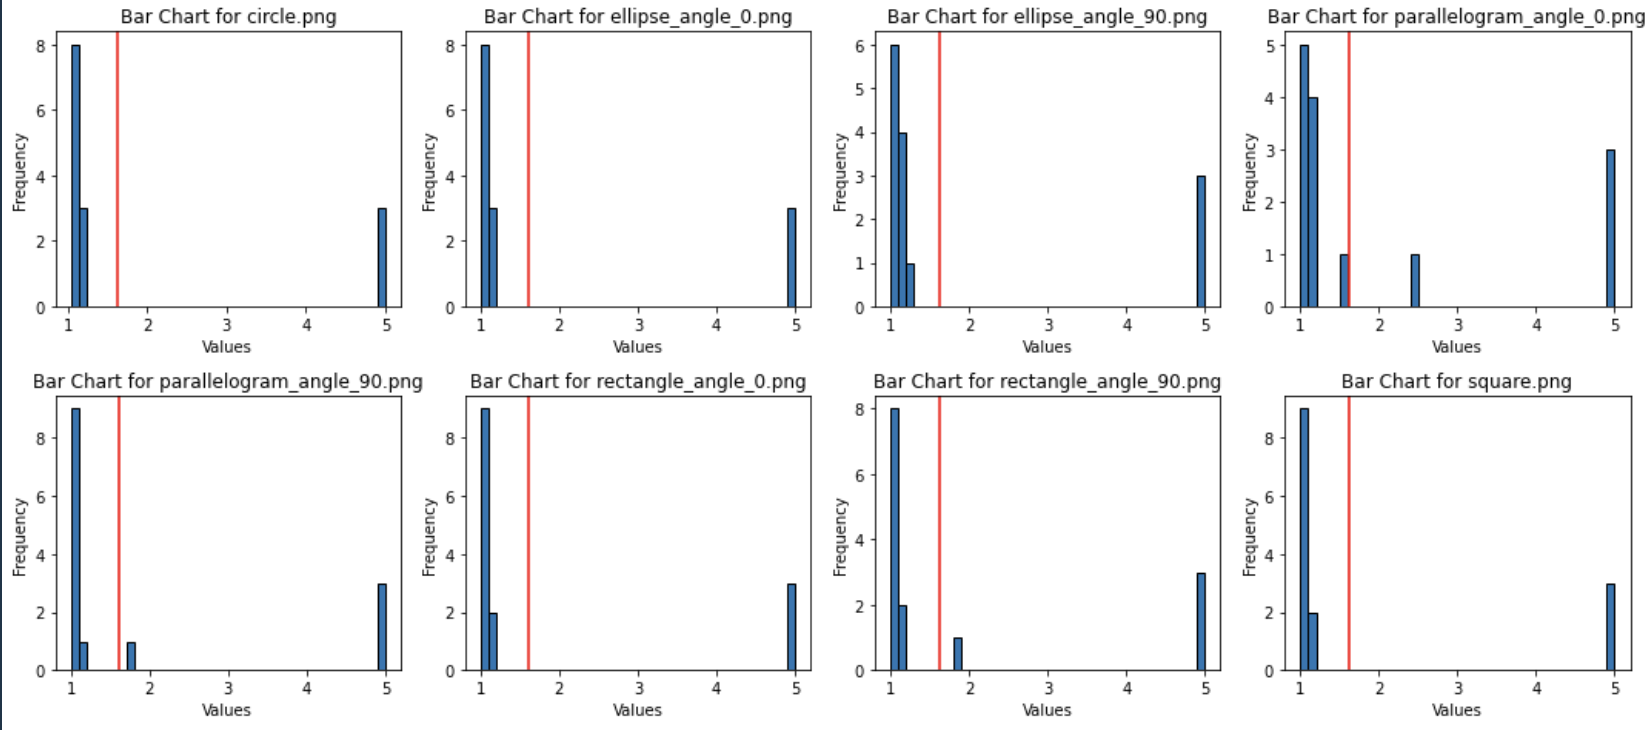 Bar Chart for circle.png
Frequency
8
6
4
2
0
1 2 3 4 5
Values
Bar Chart for ellipse_angle_0.png
Frequency
8
6
4
2
0
1 2 3 4 5
Values
Bar Chart for ellipse_angle_90.png
Frequency
6
5
4
3
2
1
0
1 2 3 4 5
Values
Bar Chart for parallelogram_angle_0.png
Frequency
5
4
3
2
1
0
1 2 3 4 5
Values
Bar Chart for parallelogram_angle_90.png
Frequency
8
6
4
2
0
1 2 3 4 5
Values
Bar Chart for rectangle_angle_0.png
Frequency
8
6
4
2
0
1 2 3 4 5
Values
Bar Chart for rectangle_angle_90.png
Frequency
8
6
4
2
0
1 2 3 4 5
Values
Bar Chart for square.png
Frequency
8
6
4
2
0
1 2 3 4 5
Values